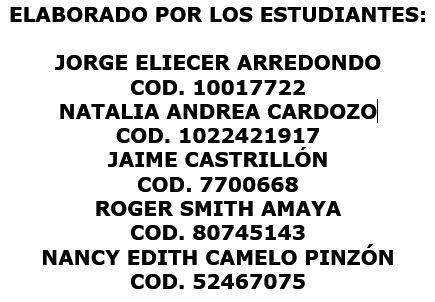 ELABORADO POR LOS ESTUDIANTES:
JORGE ELIECER ARREDONDO
COD. 10017722
NATALIA ANDREA CARDOZO
COD. 1022421917
JAIME CASTRILLÓN
COD. 7700668
ROGER SMITH AMAYA
COD. 80745143
NANCY EDITH CAMELO PINZÓN
COD. 52467075